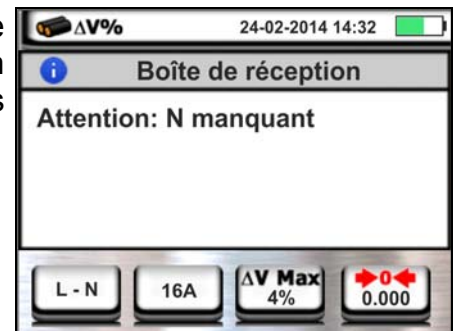 ΔV%
24-02-2014 14:32
Boîte de réception
Attention: N manquant
L - N
16A
ΔV Max
4%
0
0.000